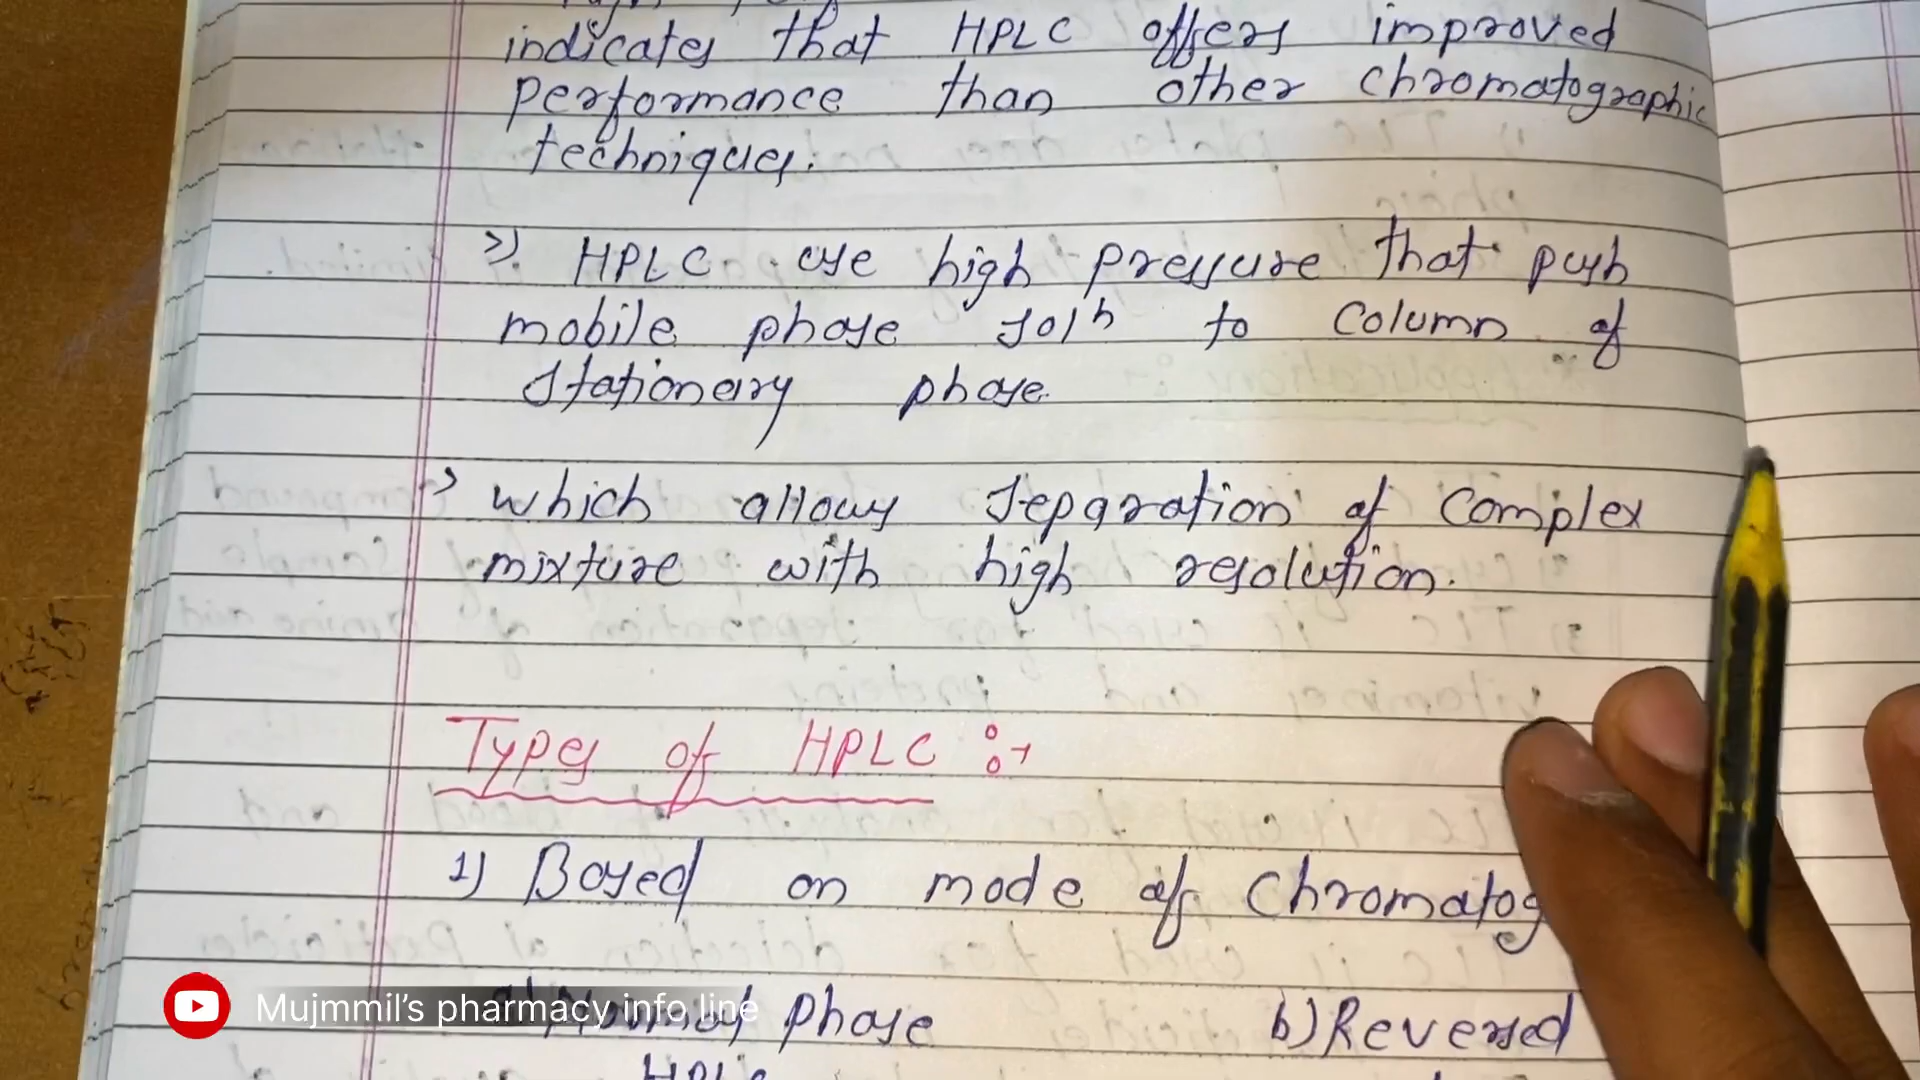 indicates that HPLC offers improved
performance than other chromatographic
techniques.
>) HPLC use high pressure that push
mobile phase soln to column of
stationary phase.
> which allows separation of complex
mixture with high resolution.
Types of HPLC :-
1) Based on mode of Chromatog
a) Normal phase b) Reversed
HPLC
Mujmmil's pharmacy info line